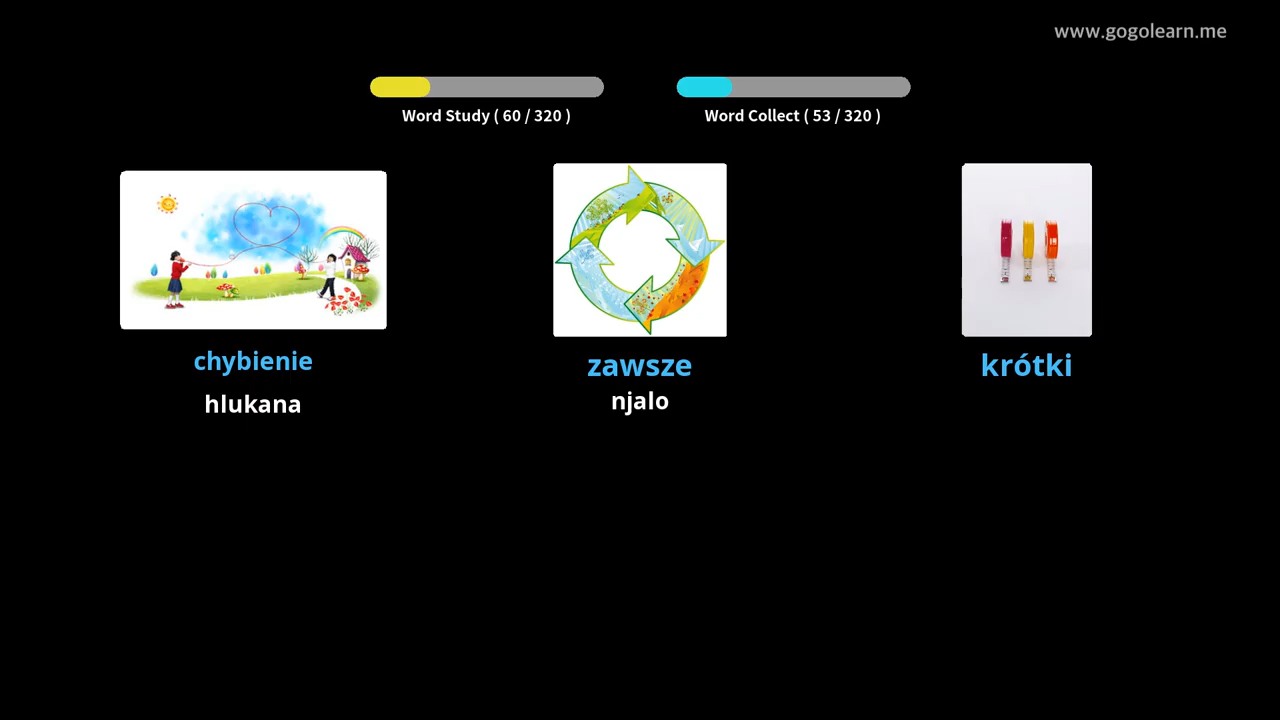 www.gogolearn.me
Word Study ( 60 / 320 )
Word Collect ( 53 / 320 )
chybienie
zawsze
krótki
hlukana
njalo